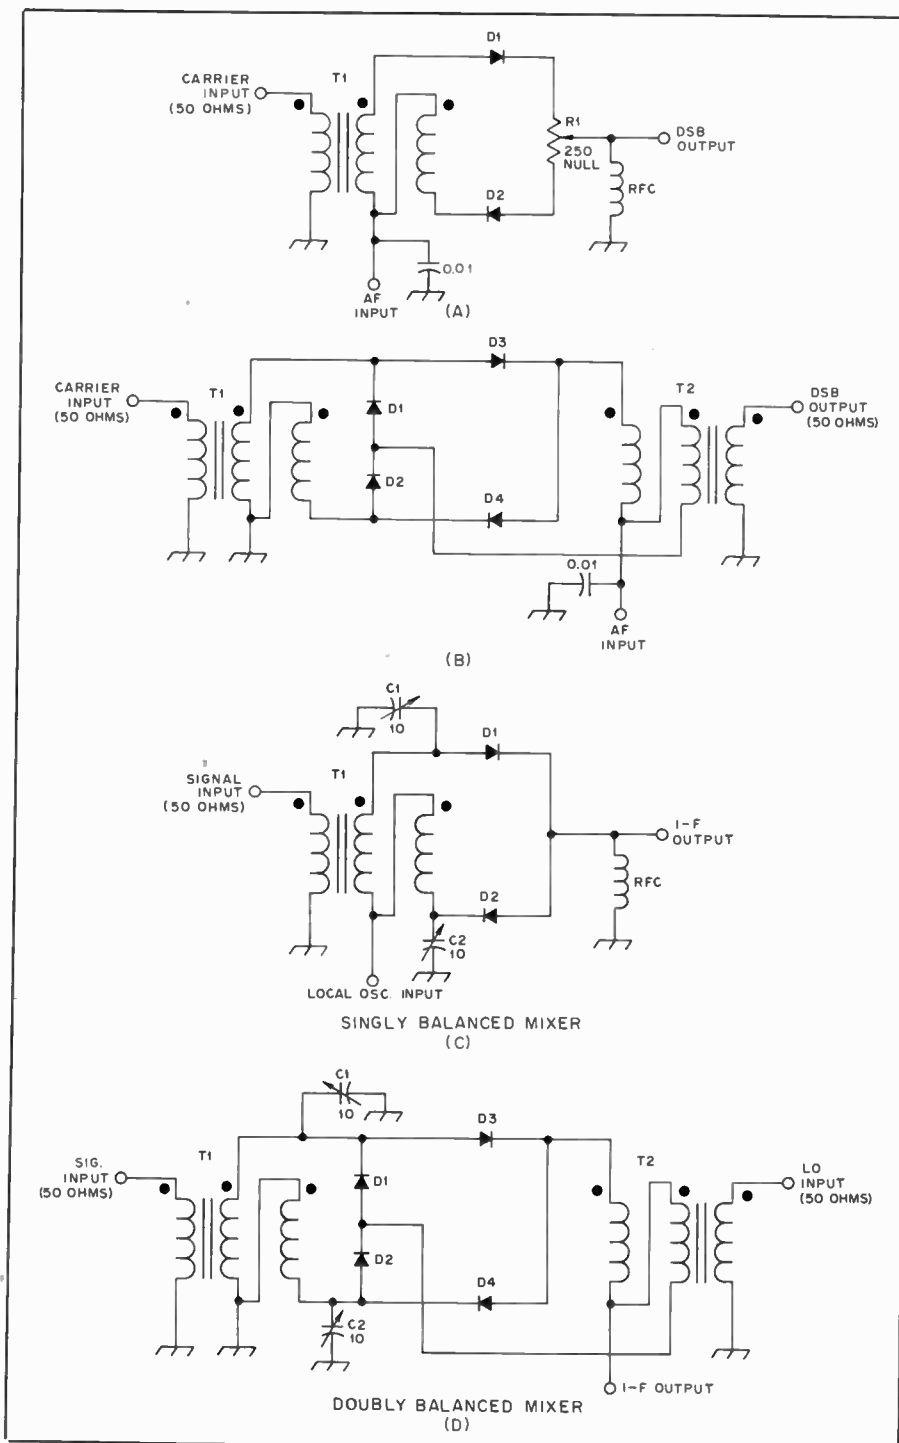 D1
CARRIER
INPUT
(50 OHMS)
T1
R1
250
NULL
DSB
OUTPUT
RFC
D2
0.01
AF
INPUT
(A)
D3
CARRIER
INPUT
(50 OHMS)
T1
D1
T2
DSB
OUTPUT
(50 OHMS)
D2
D4
0.01
AF
INPUT
(B)
C1
10
D1
SIGNAL
INPUT
(50 OHMS)
T1
I-F
OUTPUT
RFC
D2
C2
10
LOCAL OSC. INPUT
SINGLY BALANCED MIXER
(C)
C1
10
D3
SIG.
INPUT
(50 OHMS)
T1
D1
T2
LO
INPUT
(50 OHMS)
D2
D4
C2
10
I-F OUTPUT
DOUBLY BALANCED MIXER
(D)